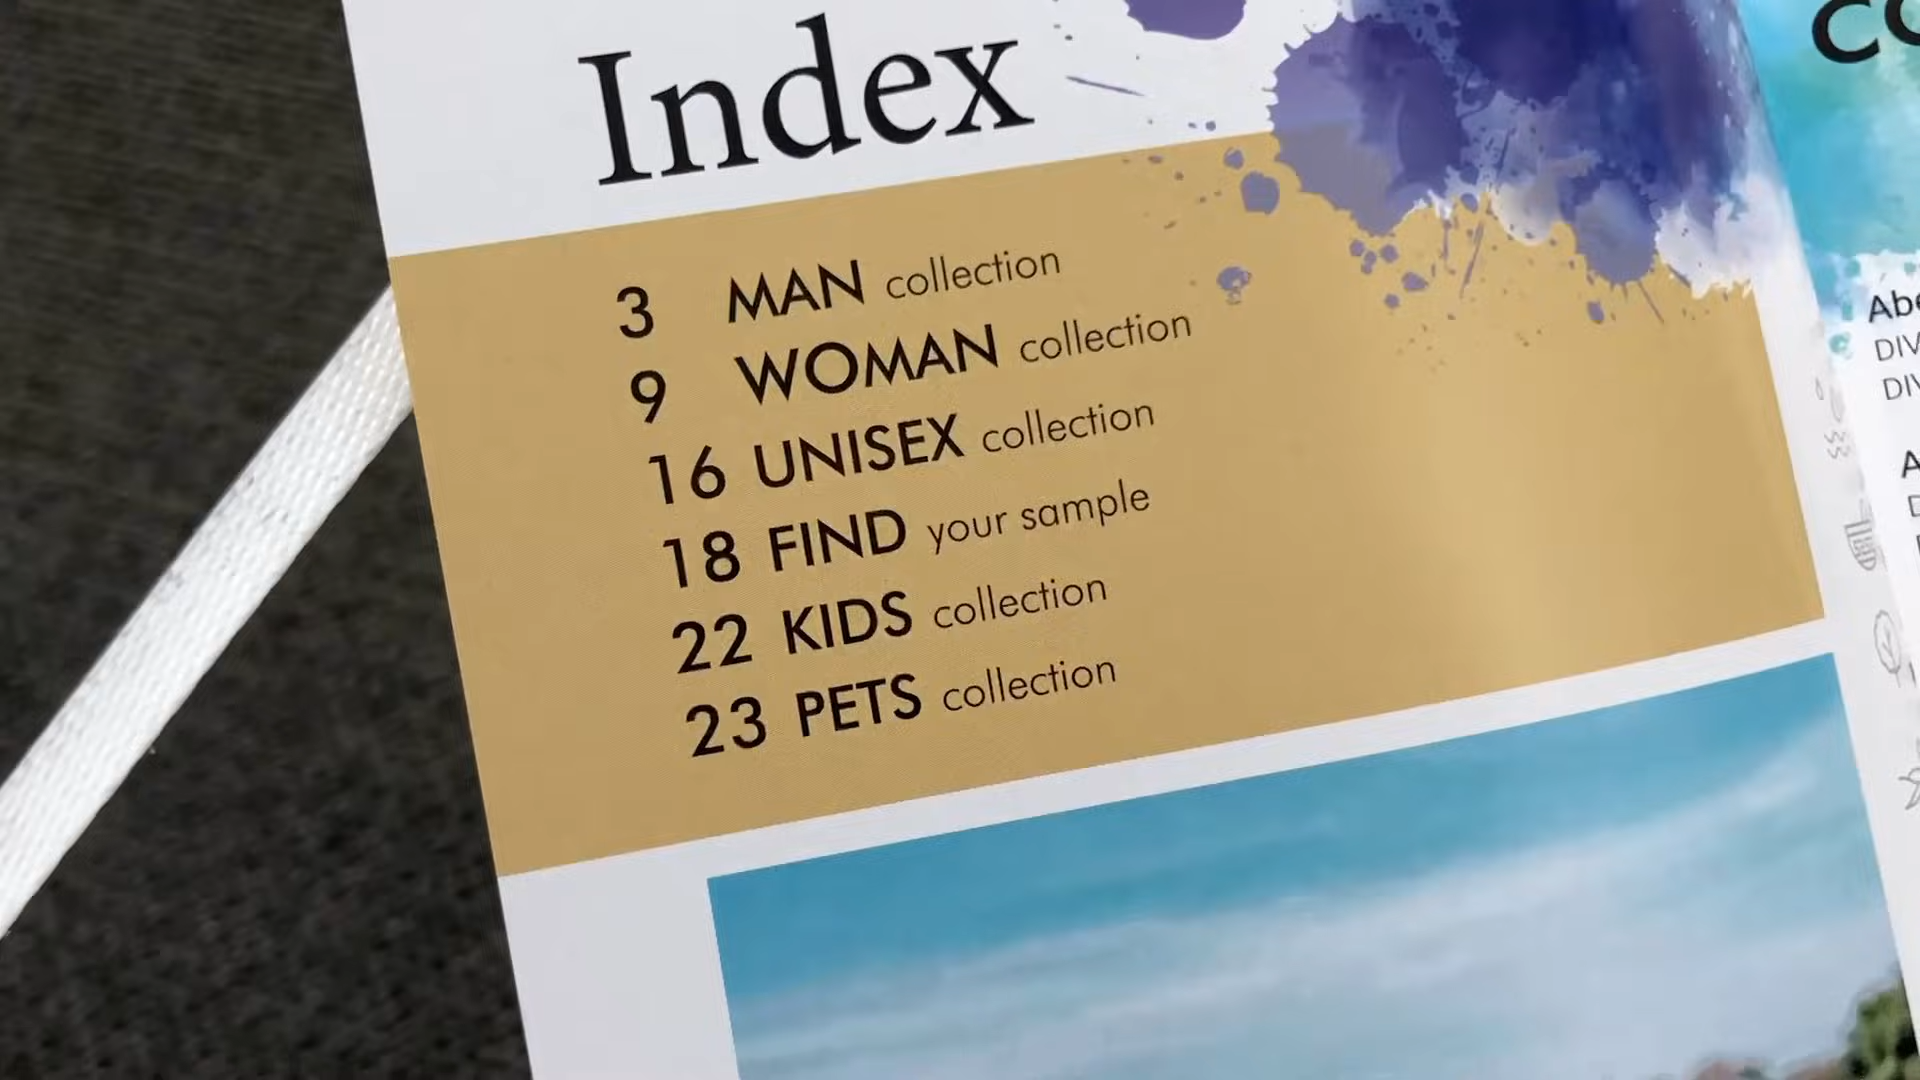 Index
3 MAN collection
9 WOMAN collection
16 UNISEX collection
18 FIND your sample
22 KIDS collection
23 PETS collection